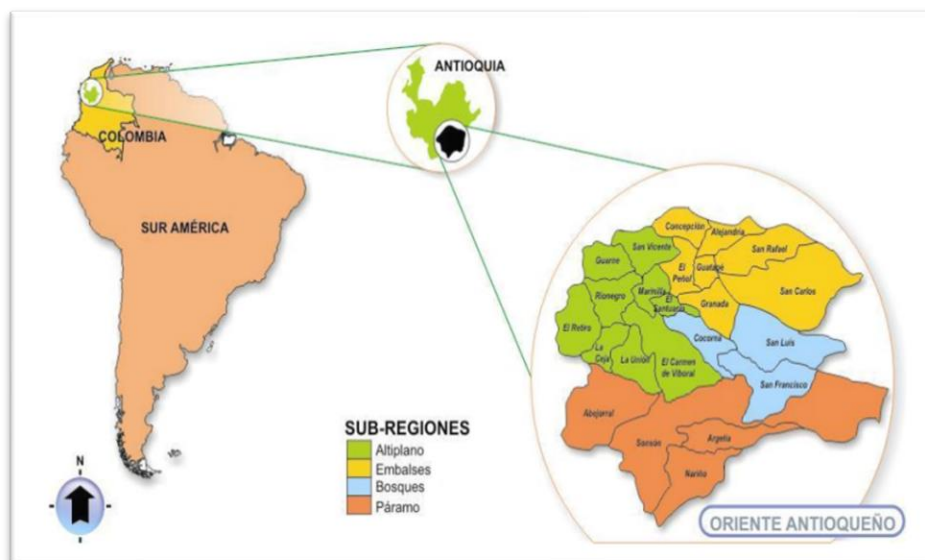 ANTIOQUIA
COLOMBIA
SUR AMÉRICA
Concepción
Alejandría
San Vicente
San Rafael
Guarne
El
Peñol
Guatapé
San Carlos
Rionegro
Marinilla
El
Santuario
Granada
El Retiro
Cocorná
San Luis
La
Ceja
La Unión
El Carmen
de Viboral
San Francisco
Abejorral
Sonsón
Argelia
Nariño
SUB-REGIONES
Altiplano
Embalses
Bosques
Páramo
N
ORIENTE ANTIOQUEÑO